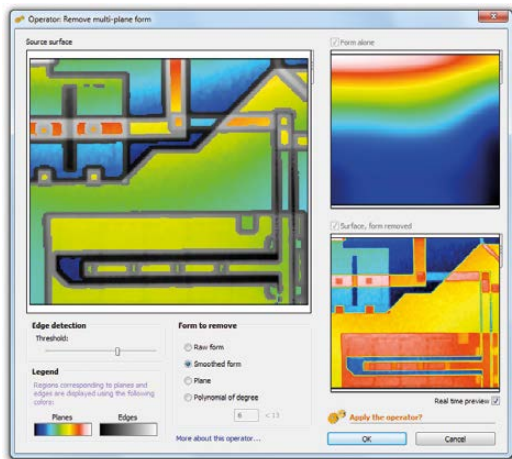 Operator: Remove multi-plane form
Source surface
Form alone
Surface, form removed
Edge detection
Threshold:
Legend
Regions corresponding to planes and
edges are displayed using the following
colors:
Planes
Edges
Form to remove
Raw form
Smoothed form
Plane
Polynomial of degree
6
< 13
More about this operator...
Real time preview
Apply the operator?
OK
Cancel